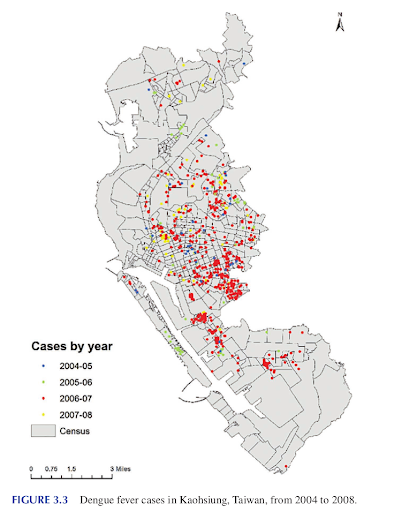 N
Cases by year
2004-05
2005-06
2006-07
2007-08
Census
0 0.75 1.5 3 Miles
FIGURE 3.3 Dengue fever cases in Kaohsiung, Taiwan, from 2004 to 2008.